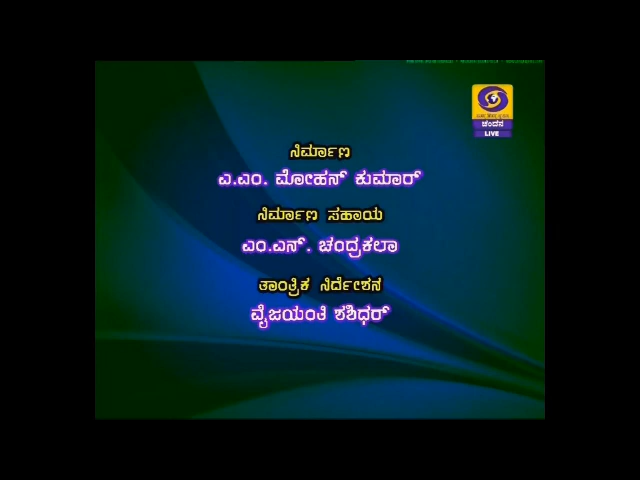 ಚಂದನ
LIVE
ನಿರ್ಮಾಣ
ಎ.ಎಂ. ಮೋಹನ್ ಕುಮಾರ್
ನಿರ್ಮಾಣ ಸಹಾಯ
ಎಂ.ಎನ್. ಚಂದ್ರಕಲಾ
ತಾಂತ್ರಿಕ ನಿರ್ದೇಶನ
ವೈಜಯಂತಿ ಶಶಿಧರ್